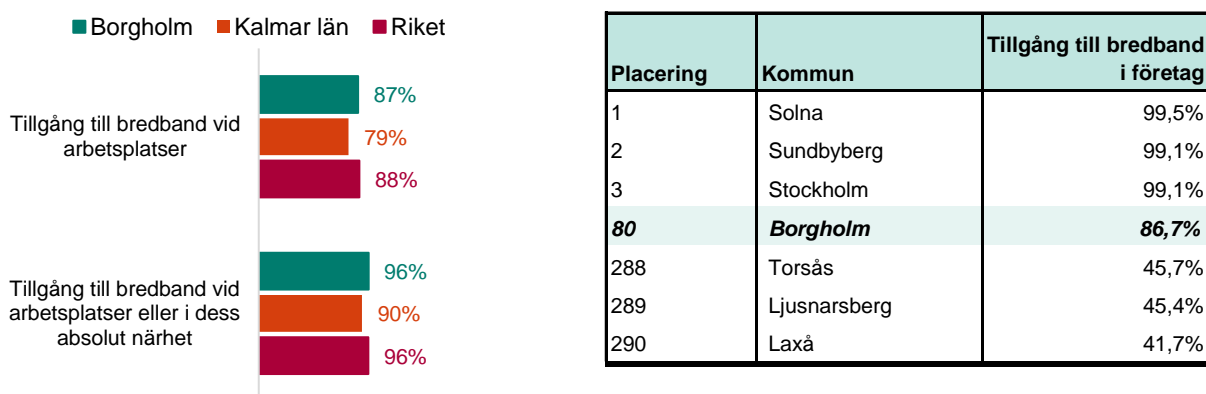 Borgholm Kalmar län Riket
Tillgång till bredband vid
arbetsplatser
87%
79%
88%
Tillgång till bredband vid
arbetsplatser eller i dess
absolut närhet
96%
90%
96%
Placering Kommun Tillgång till bredband
i företag
1 Solna 99,5%
2 Sundbyberg 99,1%
3 Stockholm 99,1%
80 Borgholm 86,7%
288 Torsås 45,7%
289 Ljusnarsberg 45,4%
290 Laxå 41,7%